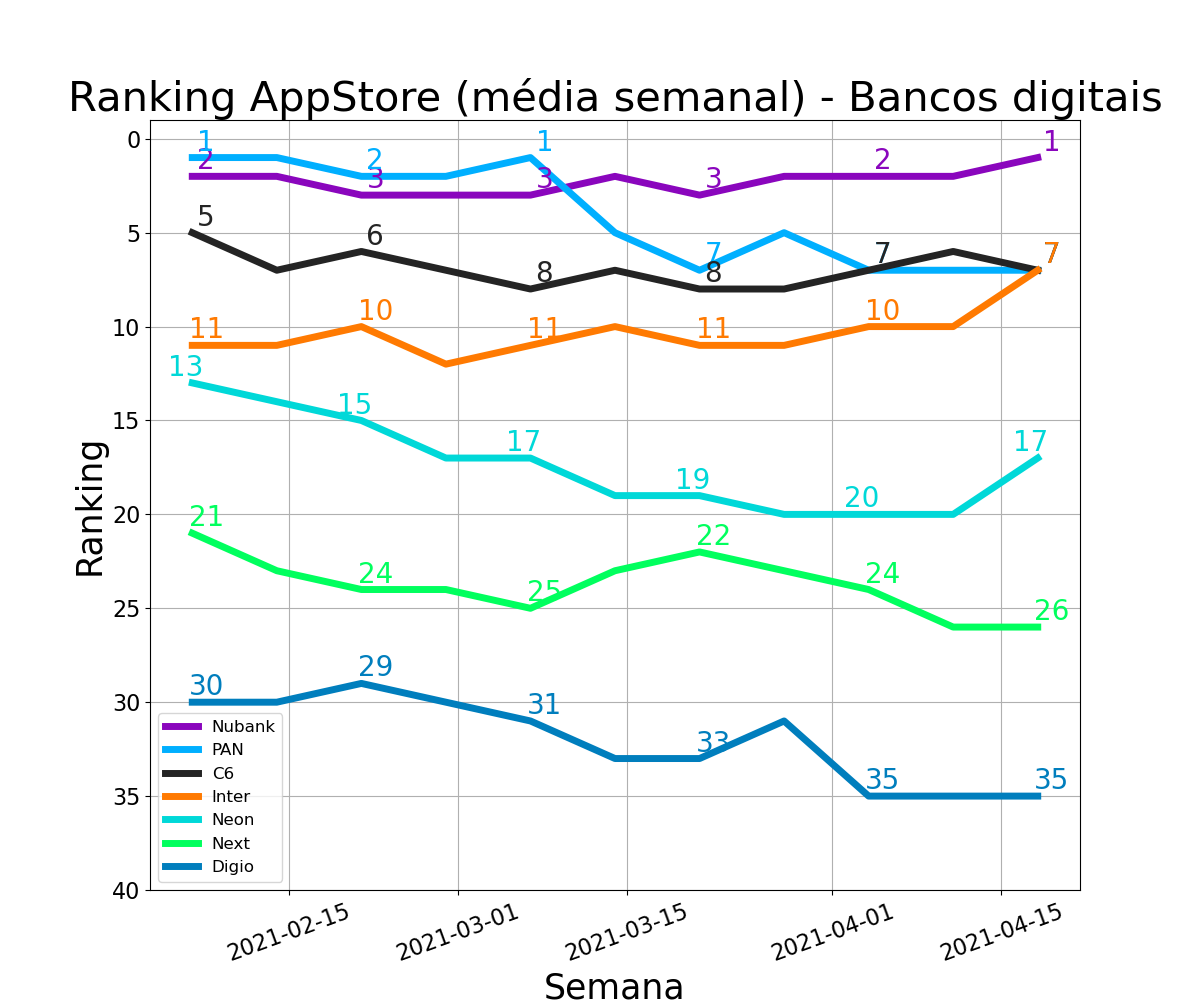 Ranking AppStore (média semanal) - Bancos digitais
Ranking
0
5
10
15
20
25
30
35
40
1 2 1 7 7
2 3 3 3 2 1
5 6 8 8 7 7
11 10 11 11 10 7
13 15 17 19 20 17
21 24 25 22 24 26
30 29 31 33 35 35
Nubank
PAN
C6
Inter
Neon
Next
Digio
2021-02-15 2021-03-01 2021-03-15 2021-04-01 2021-04-15
Semana